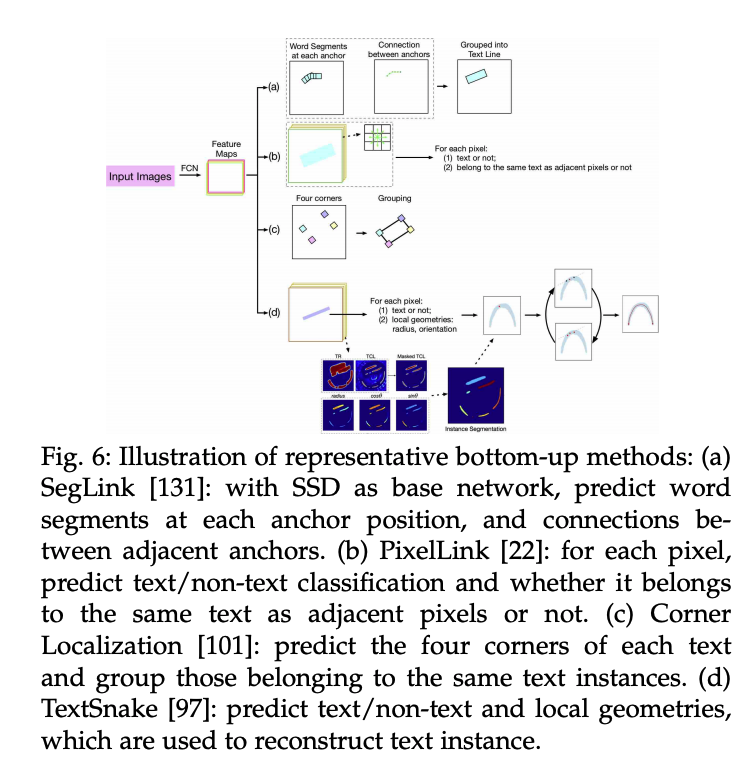 Word Segments
at each anchor
Connection
between anchors
Grouped into
Text Line
(a)
(b)
For each pixel:
(1) text or not;
(2) belong to the same text as adjacent pixels or not
Feature
Maps
Input Images
FCN
Four corners
Grouping
(c)
(d)
For each pixel:
(1) text or not;
(2) local geometries:
radius, orientation
TR
TCL
Masked TCL
radius
cosθ
sinθ
Instance Segmentation
Fig. 6: Illustration of representative bottom-up methods: (a)
SegLink [131]: with SSD as base network, predict word
segments at each anchor position, and connections be-
tween adjacent anchors. (b) PixelLink [22]: for each pixel,
predict text/non-text classification and whether it belongs
to the same text as adjacent pixels or not. (c) Corner
Localization [101]: predict the four corners of each text
and group those belonging to the same text instances. (d)
TextSnake [97]: predict text/non-text and local geometries,
which are used to reconstruct text instance.